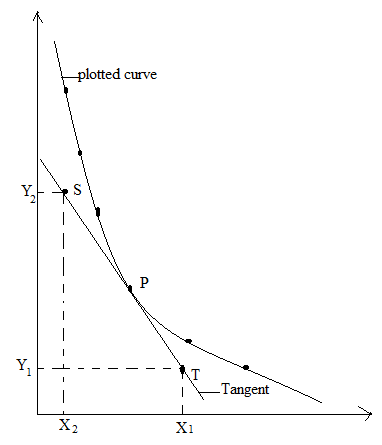 plotted curve
Y2
S
P
Y1
T
Tangent
X2
X1